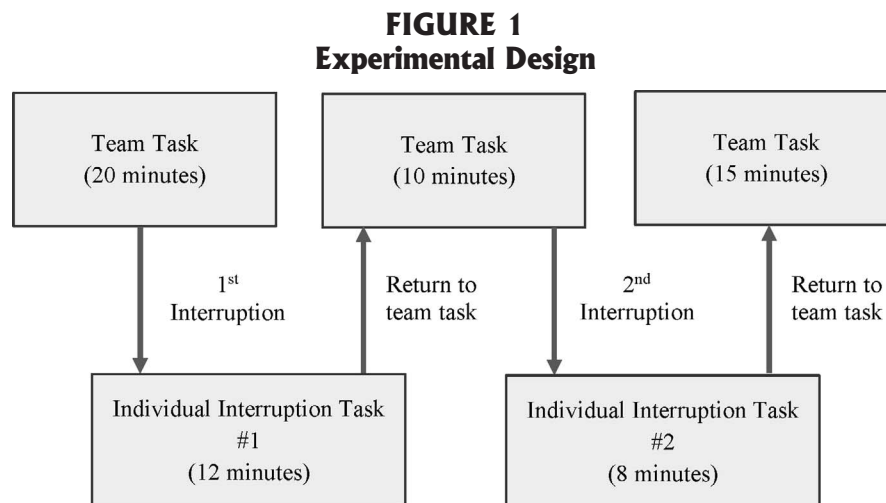 FIGURE 1
Experimental Design
Team Task
(20 minutes)
Team Task
(10 minutes)
Team Task
(15 minutes)
1st
Interruption
Return to
team task
2nd
Interruption
Return to
team task
Individual Interruption Task
#1
(12 minutes)
Individual Interruption Task
#2
(8 minutes)